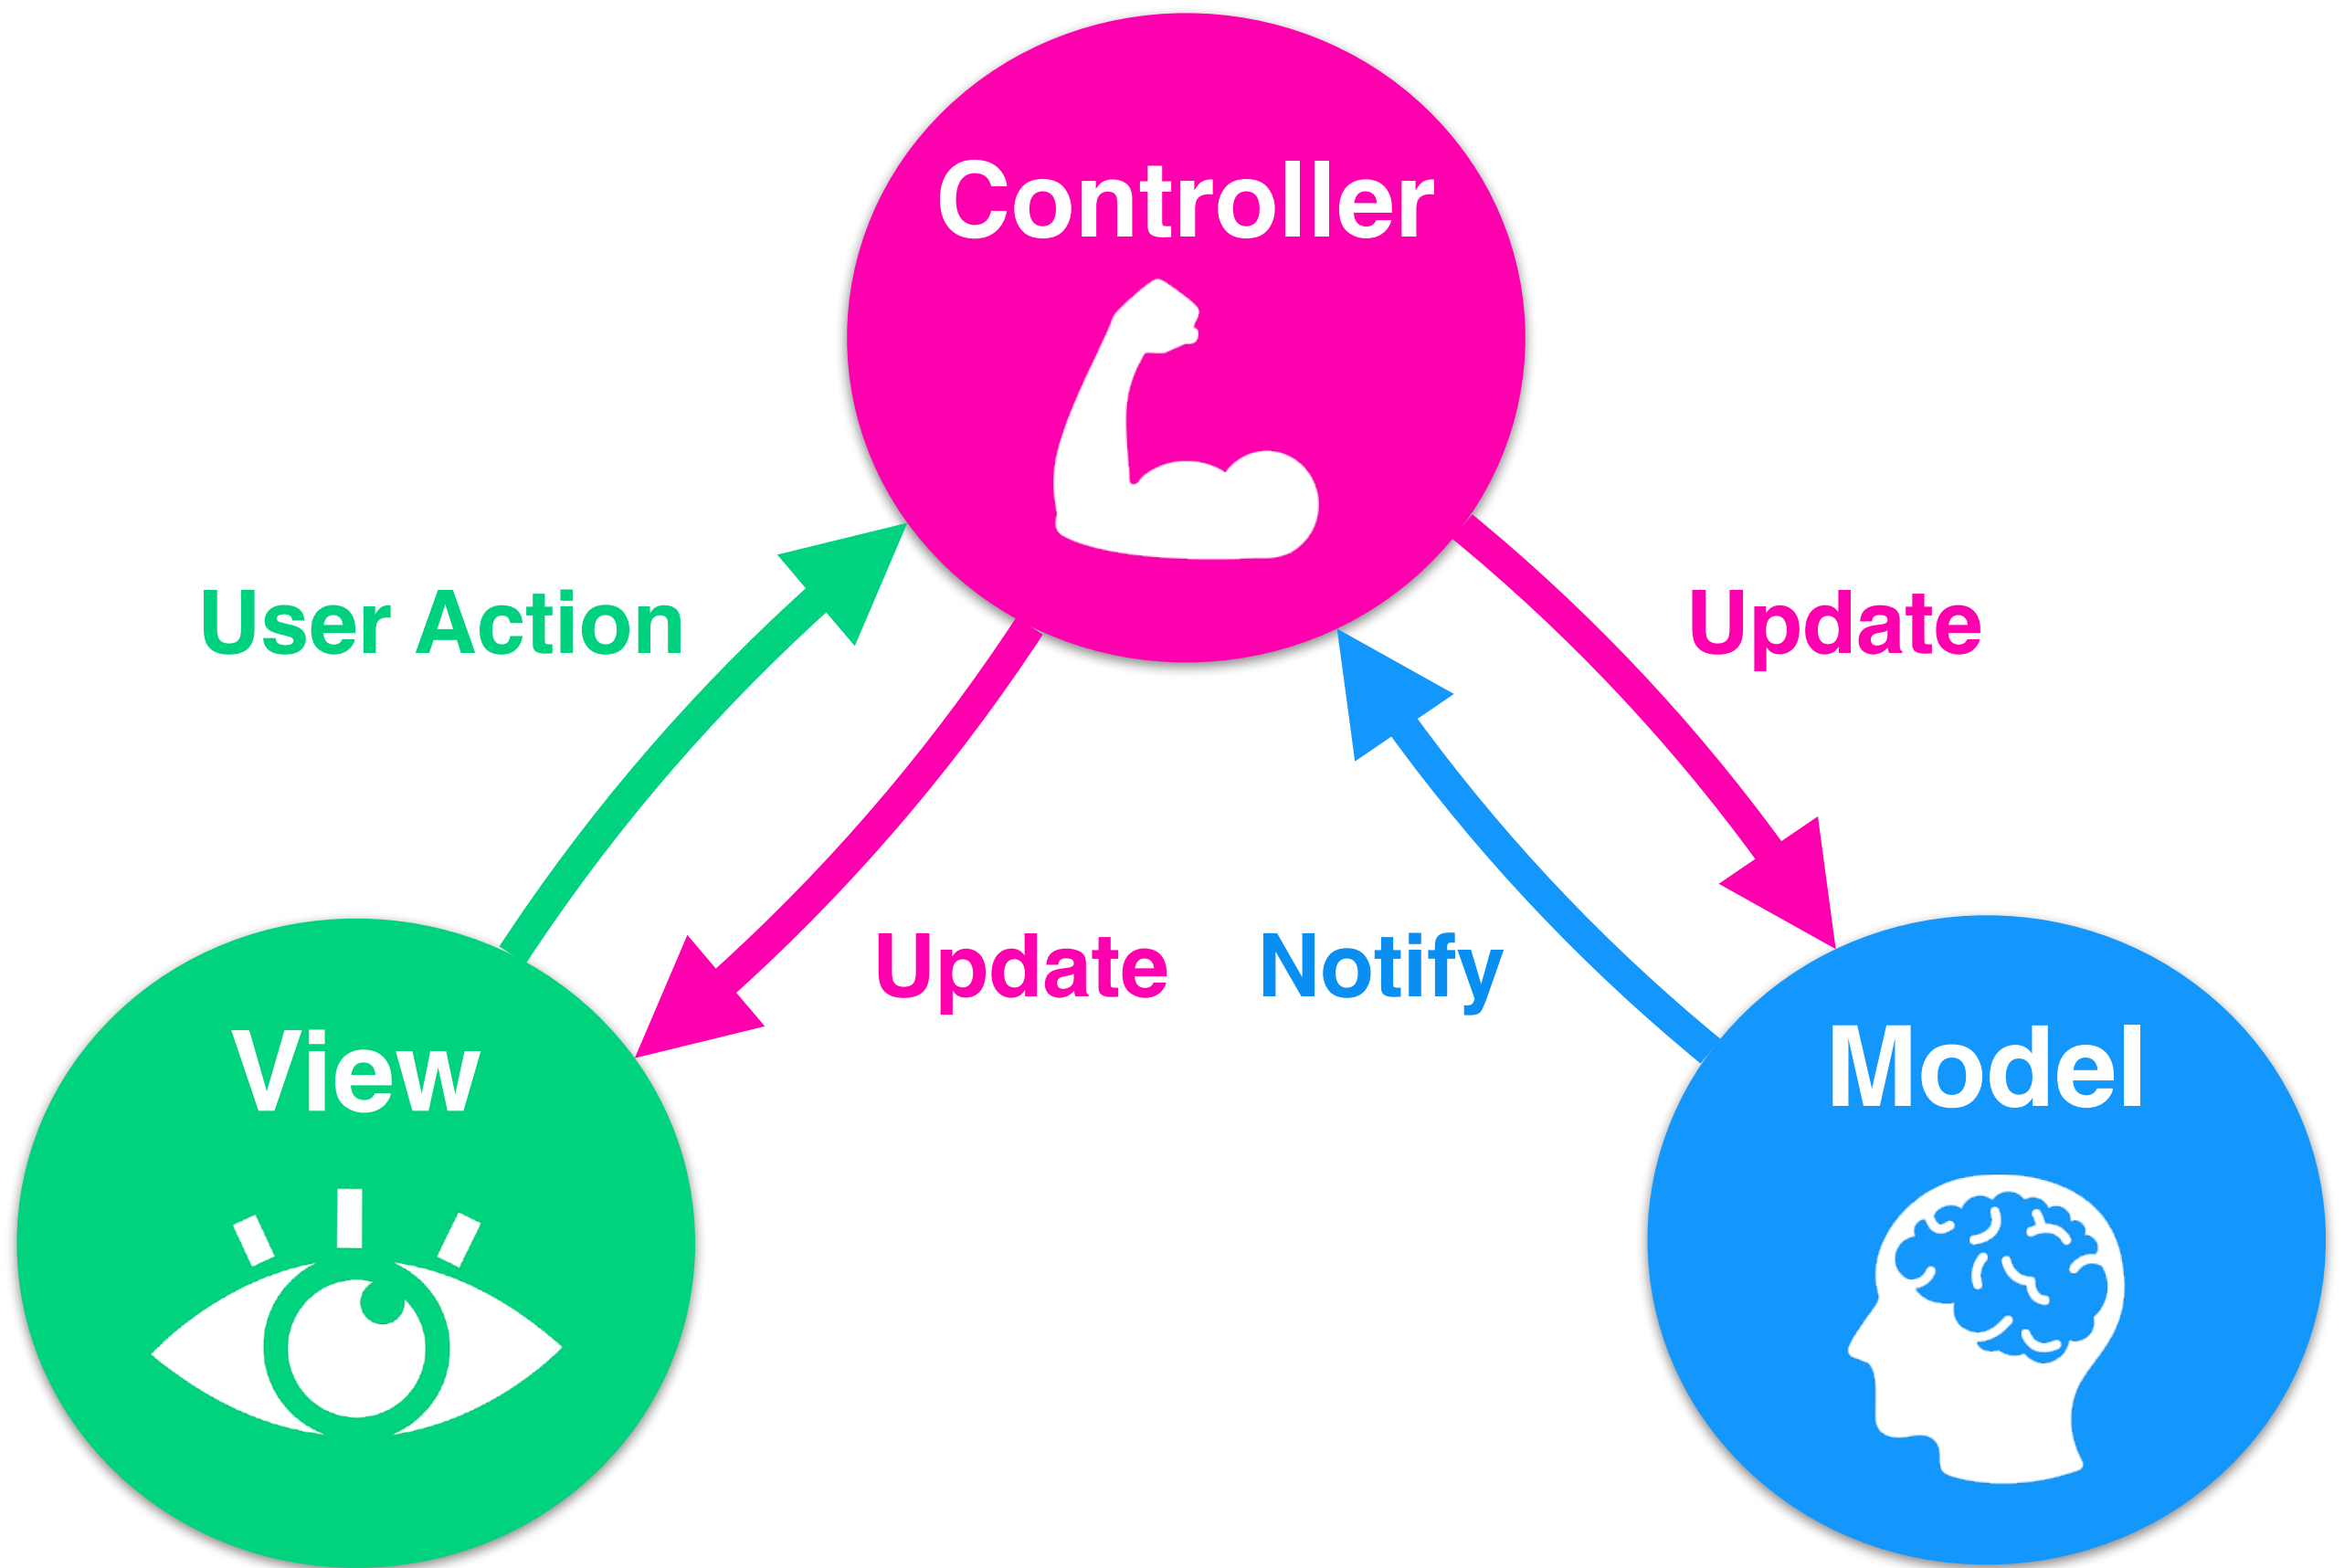 Controller
User Action
Update
Update
Notify
View
Model